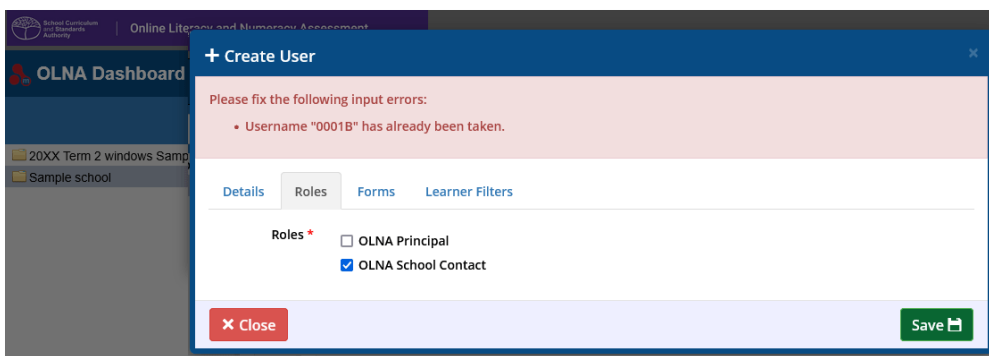 School Curriculum
and Standards
Authority
Online Literacy and Numeracy Assessment
+ Create User
×
OLNA Dashboard
Please fix the following input errors:
• Username "0001B" has already been taken.
20XX Term 2 windows Samp
Sample school
Details Roles Forms Learner Filters
Roles *
OLNA Principal
OLNA School Contact
× Close
Save